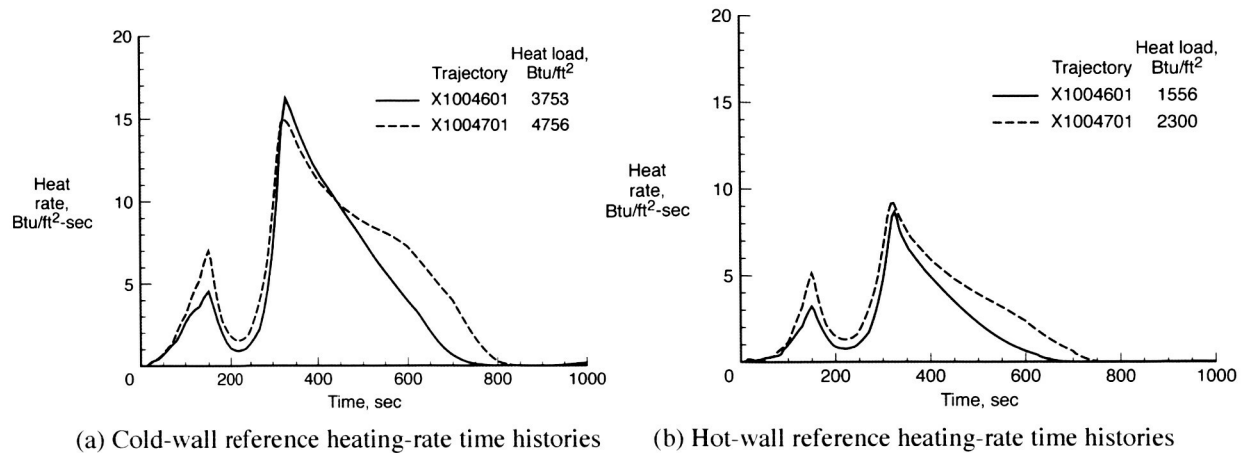 20
15
10
5
0
200
400
600
800
1000
Heat
rate,
Btu/ft²-sec
Time, sec
Heat load,
Trajectory Btu/ft²
X1004601 3753
X1004701 4756
(a) Cold-wall reference heating-rate time histories
20
15
10
5
0
200
400
600
800
1000
Heat
rate,
Btu/ft²-sec
Time, sec
Heat load,
Trajectory Btu/ft²
X1004601 1556
X1004701 2300
(b) Hot-wall reference heating-rate time histories